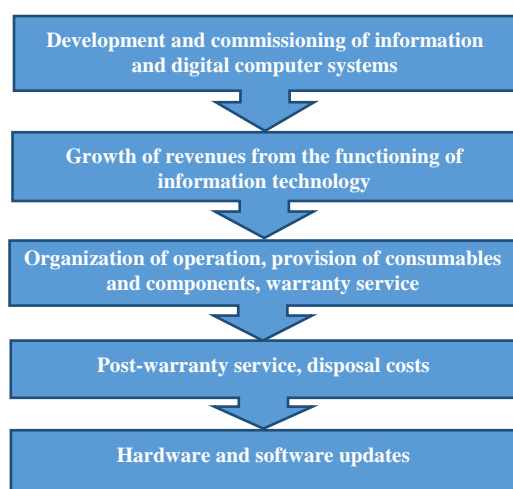 Development and commissioning of information
and digital computer systems
Growth of revenues from the functioning of
information technology
Organization of operation, provision of consumables
and components, warranty service
Post-warranty service, disposal costs
Hardware and software updates